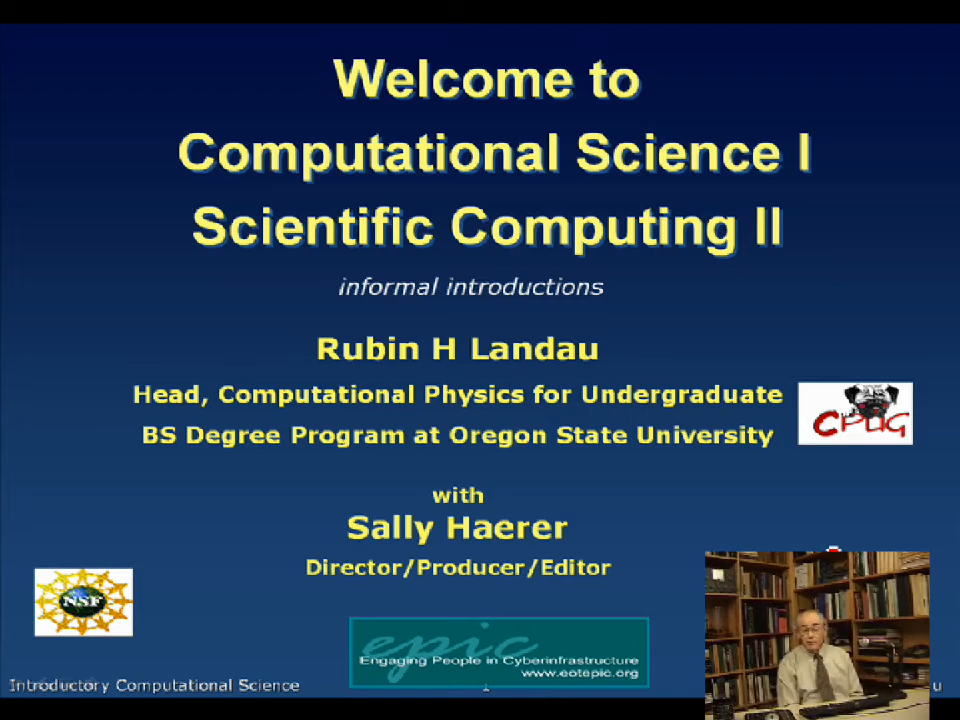 Welcome to
Computational Science I
Scientific Computing II
informal introductions
Rubin H Landau
Head, Computational Physics for Undergraduate
BS Degree Program at Oregon State University
CPUG
with
Sally Haerer
Director/Producer/Editor
NSF
epic
Engaging People in Cyberinfrastructure
www.eotepic.org
Introductory Computational Science
1
u